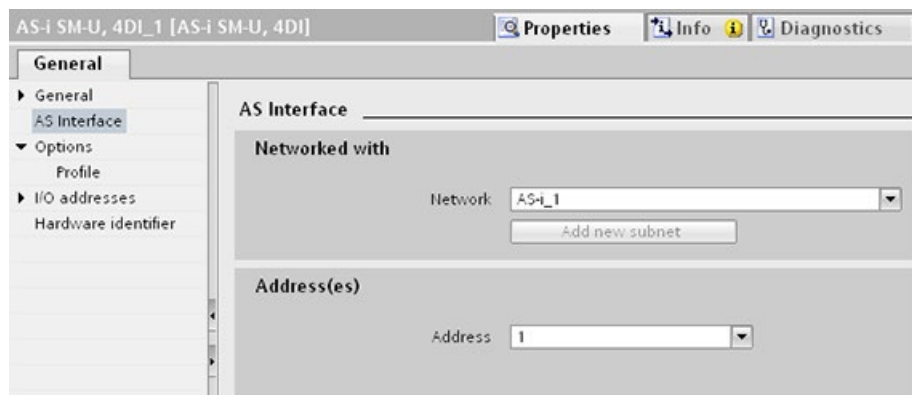 AS-i SM-U, 4DI_1 [AS-i SM-U, 4DI]
Properties
Info
Diagnostics
General
General
AS Interface
Options
Profile
I/O addresses
Hardware identifier
AS Interface
Networked with
Network AS-i_1
Add new subnet
Address(es)
Address 1